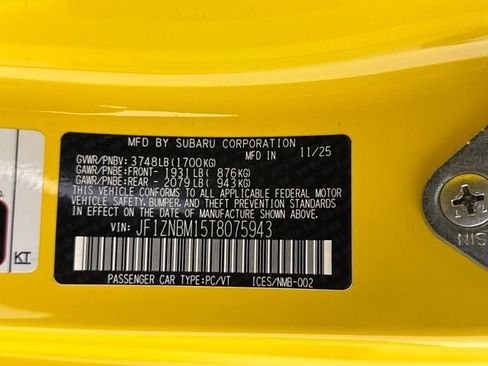 MFD. BY SUBARU CORPORATION
GVWR/PNBV: 3748LB(1700KG) MFD IN 11/25
GAWR/PNBE:FRONT- 1931LB( 876KG)
GAWR/PNBE:REAR - 2079LB( 943KG)
THIS VEHICLE CONFORMS TO ALL APPLICABLE FEDERAL MOTOR
VEHICLE SAFETY,BUMPER,AND THEFT PREVENTION STANDARDS
IN EFFECT ON THE DATE OF MANUFACTURE SHOWN ABOVE.
VIN: JF1ZNBM15T8075943
PASSENGER CAR TYPE:PC/VT ICES/NMB-002
KT